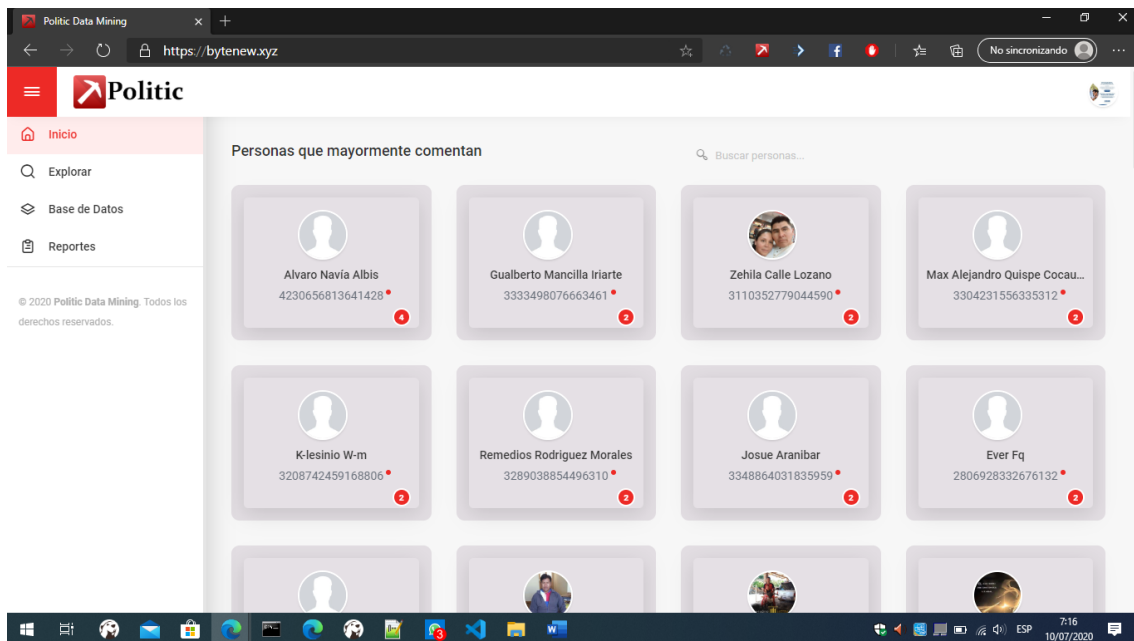 Politic Data Mining
https://bytenew.xyz
No sincronizando
Politic
Inicio
Explorar
Base de Datos
Reportes
© 2020 Politic Data Mining. Todos los
derechos reservados.
Personas que mayormente comentan
Buscar personas...
Alvaro Navía Albis
4230656813641428
4
Gualberto Mancilla Iriarte
3333498076663461
2
Zehila Calle Lozano
3110352779044590
2
Max Alejandro Quispe Cocau...
3304231556335312
2
K-lesinio W-m
3208742459168806
2
Remedios Rodriguez Morales
3289038854496310
2
Josue Aranibar
3348864031835959
2
Ever Fq
2806928332676132
2
3
ESP
7:16
10/07/2020